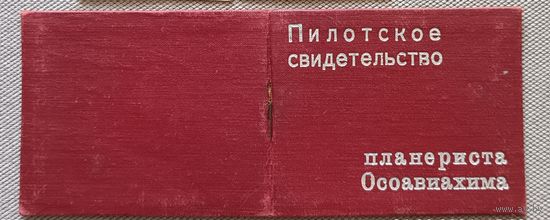 Пилотское
свидетельство
планериста
Осоавиахима